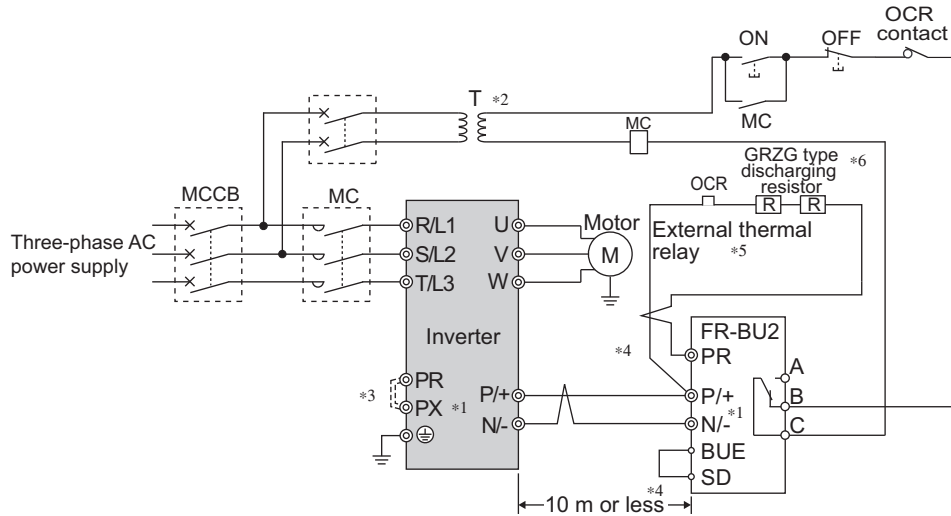 OCR
contact
ON
OFF
MC
T *2
MC
GRZG type
discharging
resistor
*6
OCR
R
R
MCCB
MC
External thermal
relay *5
Three-phase AC
power supply
R/L1
S/L2
T/L3
U
V
W
Motor
M
Inverter
*4
FR-BU2
PR
A
*3
PR
PX *1
P/+
N/-
P/+
N/- *1
B
C
BUE
SD
*4
10 m or less